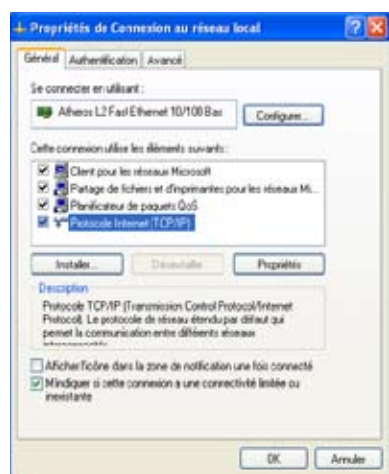 Propriétés de Connexion au réseau local
Général
Authentification
Avancé
Se connecter en utilisant :
Atheros L2 Fast Ethernet 10/100 Bas
Configurer...
Cette connexion utilise les éléments suivants :
Client pour les réseaux Microsoft
Partage de fichiers et d'imprimantes pour les réseaux Mi...
Planificateur de paquets QoS
Protocole Internet (TCP/IP)
Installer...
Désinstaller
Propriétés
Description
Protocole TCP/IP (Transmission Control Protocol/Internet
Protocol). Le protocole de réseau étendu par défaut qui
permet la communication entre différents réseaux
Afficher l'icône dans la zone de notification une fois connecté
M'indiquer si cette connexion a une connectivité limitée ou
inexistante
OK
Annuler